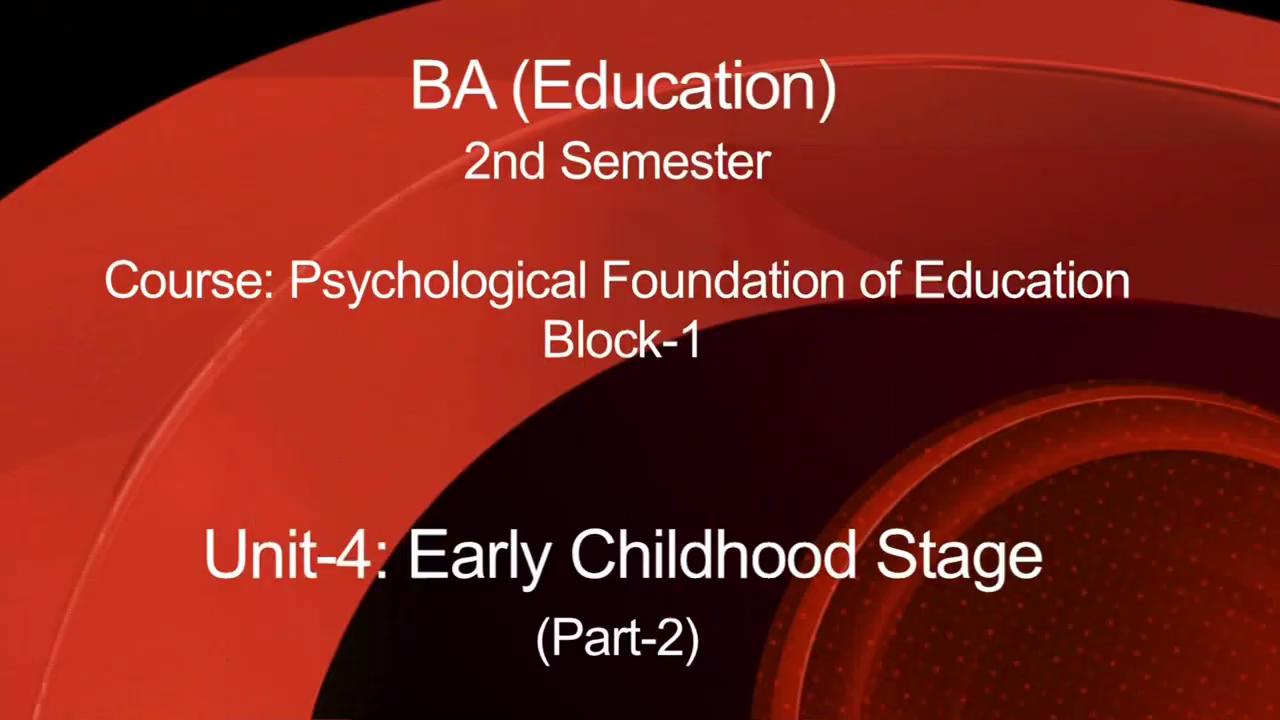 BA (Education)
2nd Semester
Course: Psychological Foundation of Education
Block-1
Unit-4: Early Childhood Stage
(Part-2)